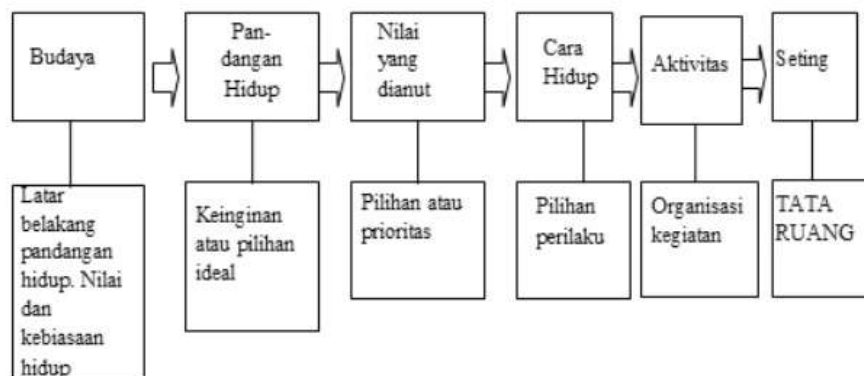 Budaya
Pan-
dangan
Hidup
Nilai
yang
dianut
Cara
Hidup
Aktivitas
Seting
Latar
belakang
pandangan
hidup. Nilai
dan
kebiasaan
hidup
Keinginan
atau pilihan
ideal
Pilihan atau
prioritas
Pilihan
perilaku
Organisasi
kegiatan
TATA
RUANG